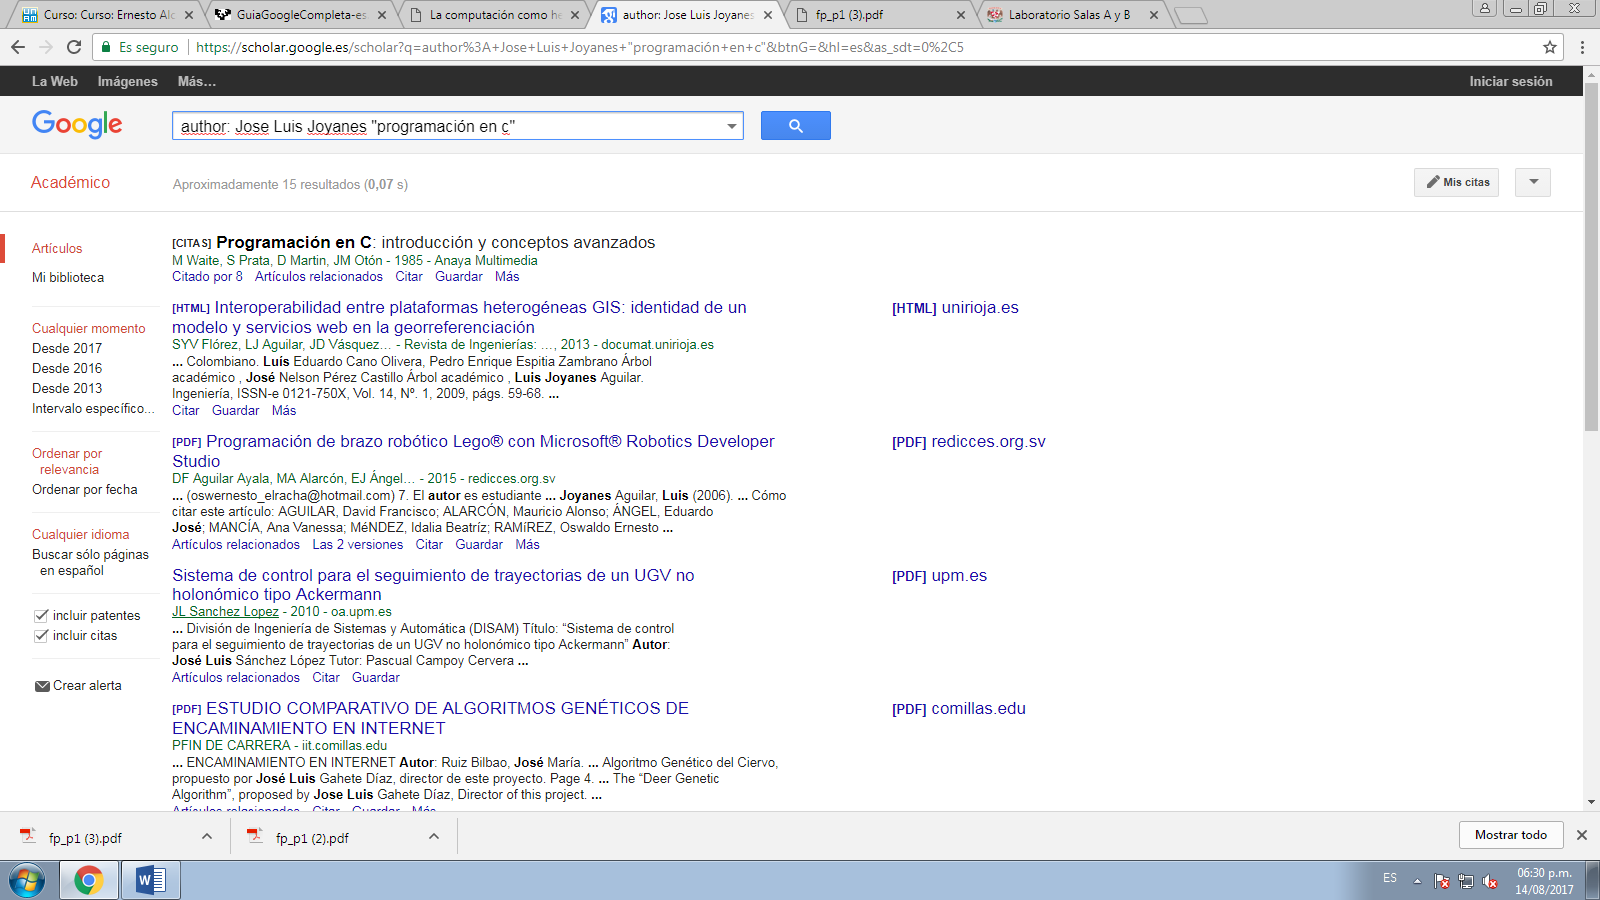 Curso: Curso: Ernesto Alc
GuiaGoogleCompleta-es
La computación como he
author: Jose Luis Joyanes
fp_p1 (3).pdf
Laboratorio Salas A y B
Es seguro
https://scholar.google.es/scholar?q=author%3A+Jose+Luis+Joyanes+"programación+en+c"&btnG=&hl=es&as_sdt=0%2C5
La Web Imágenes Más...
Iniciar sesión
Google
author: Jose Luis Joyanes "programación en c"
Académico
Aproximadamente 15 resultados (0,07 s)
Mis citas
Artículos
Mi biblioteca
Cualquier momento
Desde 2017
Desde 2016
Desde 2013
Intervalo específico...
Ordenar por
relevancia
Ordenar por fecha
Cualquier idioma
Buscar sólo páginas
en español
incluir patentes
incluir citas
Crear alerta
[CITAS] Programación en C: introducción y conceptos avanzados
M Waite, S Prata, D Martin, JM Otón - 1985 - Anaya Multimedia
Citado por 8 Artículos relacionados Citar Guardar Más
[HTML] Interoperabilidad entre plataformas heterogéneas GIS: identidad de un
modelo y servicios web en la georreferenciación
SYV Flórez, LJ Aguilar, JD Vásquez... - Revista de Ingenierías: ..., 2013 - documat.unirioja.es
... Colombiano. Luís Eduardo Cano Olivera, Pedro Enrique Espitia Zambrano Árbol
académico , José Nelson Pérez Castillo Árbol académico , Luis Joyanes Aguilar.
Ingeniería, ISSN-e 0121-750X, Vol. 14, Nº. 1, 2009, págs. 59-68. ...
Citar Guardar Más
[HTML] unirioja.es
[PDF] Programación de brazo robótico Lego® con Microsoft® Robotics Developer
Studio
DF Aguilar Ayala, MA Alarcón, EJ Ángel... - 2015 - redicces.org.sv
... (oswernesto_elracha@hotmail.com) 7. El autor es estudiante ... Joyanes Aguilar, Luis (2006). ... Cómo
citar este artículo: AGUILAR, David Francisco; ALARCÓN, Mauricio Alonso; ÁNGEL, Eduardo
José; MANCÍA, Ana Vanessa; MéNDEZ, Idalia Beatríz; RAMíREZ, Oswaldo Ernesto ...
Artículos relacionados Las 2 versiones Citar Guardar Más
[PDF] redicces.org.sv
Sistema de control para el seguimiento de trayectorias de un UGV no
holonómico tipo Ackermann
JL Sanchez Lopez - 2010 - oa.upm.es
... División de Ingeniería de Sistemas y Automática (DISAM) Título: “Sistema de control
para el seguimiento de trayectorias de un UGV no holonómico tipo Ackermann” Autor:
José Luis Sánchez López Tutor: Pascual Campoy Cervera ...
Artículos relacionados Citar Guardar
[PDF] upm.es
[PDF] ESTUDIO COMPARATIVO DE ALGORITMOS GENÉTICOS DE
ENCAMINAMIENTO EN INTERNET
PFIN DE CARRERA - iit.comillas.edu
... ENCAMINAMIENTO EN INTERNET Autor: Ruiz Bilbao, José María. ... Algoritmo Genético del Ciervo,
propuesto por José Luis Gahete Díaz, director de este proyecto. Page 4. ... The “Deer Genetic
Algorithm”, proposed by Jose Luis Gahete Díaz, Director of this project. ...
Artículos relacionados Citar Guardar Más
[PDF] comillas.edu
fp_p1 (3).pdf
fp_p1 (2).pdf
Mostrar todo
ES
06:30 p.m.
14/08/2017